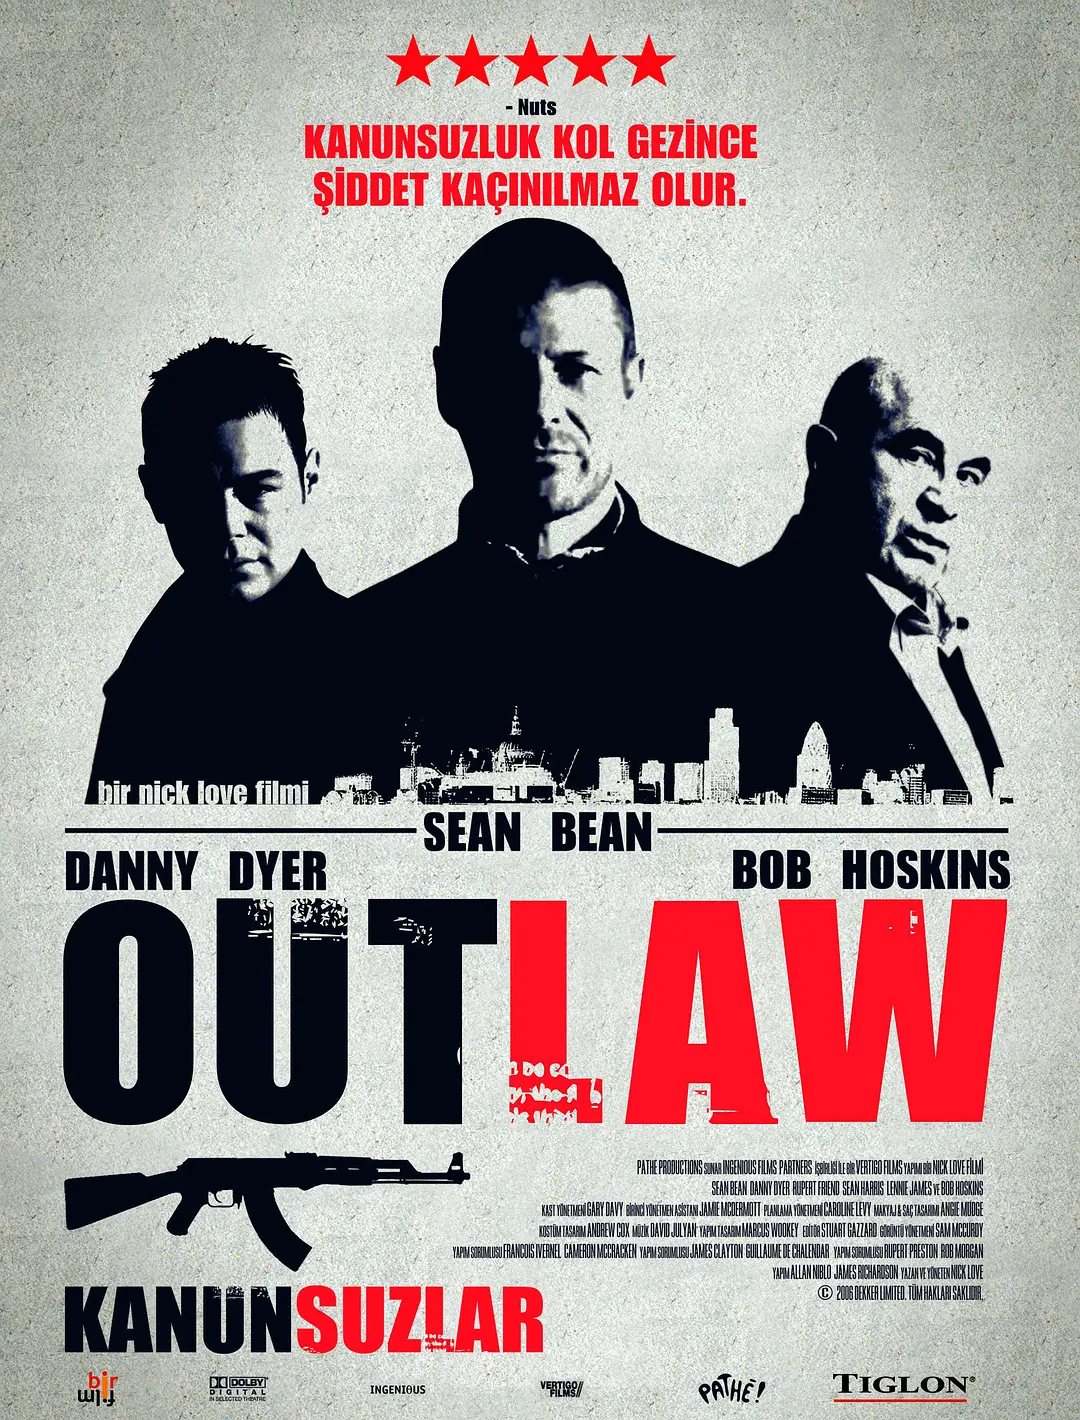 - Nuts
KANUNSUZLUK KOL GEZİNCE
ŞİDDET KAÇINILMAZ OLUR.
bir nick love filmi
SEAN BEAN
DANNY DYER
BOB HOSKINS
OUTLAW
PATHE PRODUCTIONS SUNAR INGENIOUS FILMS PARTNERS İŞBİRLİĞİ İLE BİR VERTIGO FILMS YAPIMI BİR NICK LOVE FİLMİ
SEAN BEAN DANNY DYER RUPERT FRIEND SEAN HARRIS LENNIE JAMES VE BOB HOSKINS
KAST YÖNETMENİ GARY DAVY BİRİNCİ YÖNETMEN ASİSTANI JAMIE MCDERMOTT PLANLAMA YÖNETMENİ CAROLINE LEVY MAKYAJ & SAÇ TASARIMI ANGIE MUDGE
KOSTÜM TASARIM ANDREW COX MÜZİK DAVID JULYAN YAPIM TASARIM MARCUS WOOKEY EDİTÖR STUART GAZZARD GÖRÜNTÜ YÖNETMENİ SAM MCCURDY
YAPIM SORUMLUSU FRANCOIS IVERNEL CAMERON MCCRACKEN YAPIM SORUMLUSU JAMES CLAYTON GUILLAUME DE CHALENDAR YAPIM SORUMLUSU RUPERT PRESTON ROB MORGAN
YAPIM ALLAN NIBLO JAMES RICHARDSON YAZAN VE YÖNETEN NICK LOVE
© 2006 DEKKER LIMITED. TÜM HAKLARI SAKLIDIR.
KANUNSUZLAR
bir film
DOLBY DIGITAL
IN SELECTED THEATRES
INGENIOUS
VERTIGO FILMS//
PATHÉ!
TIGLON®